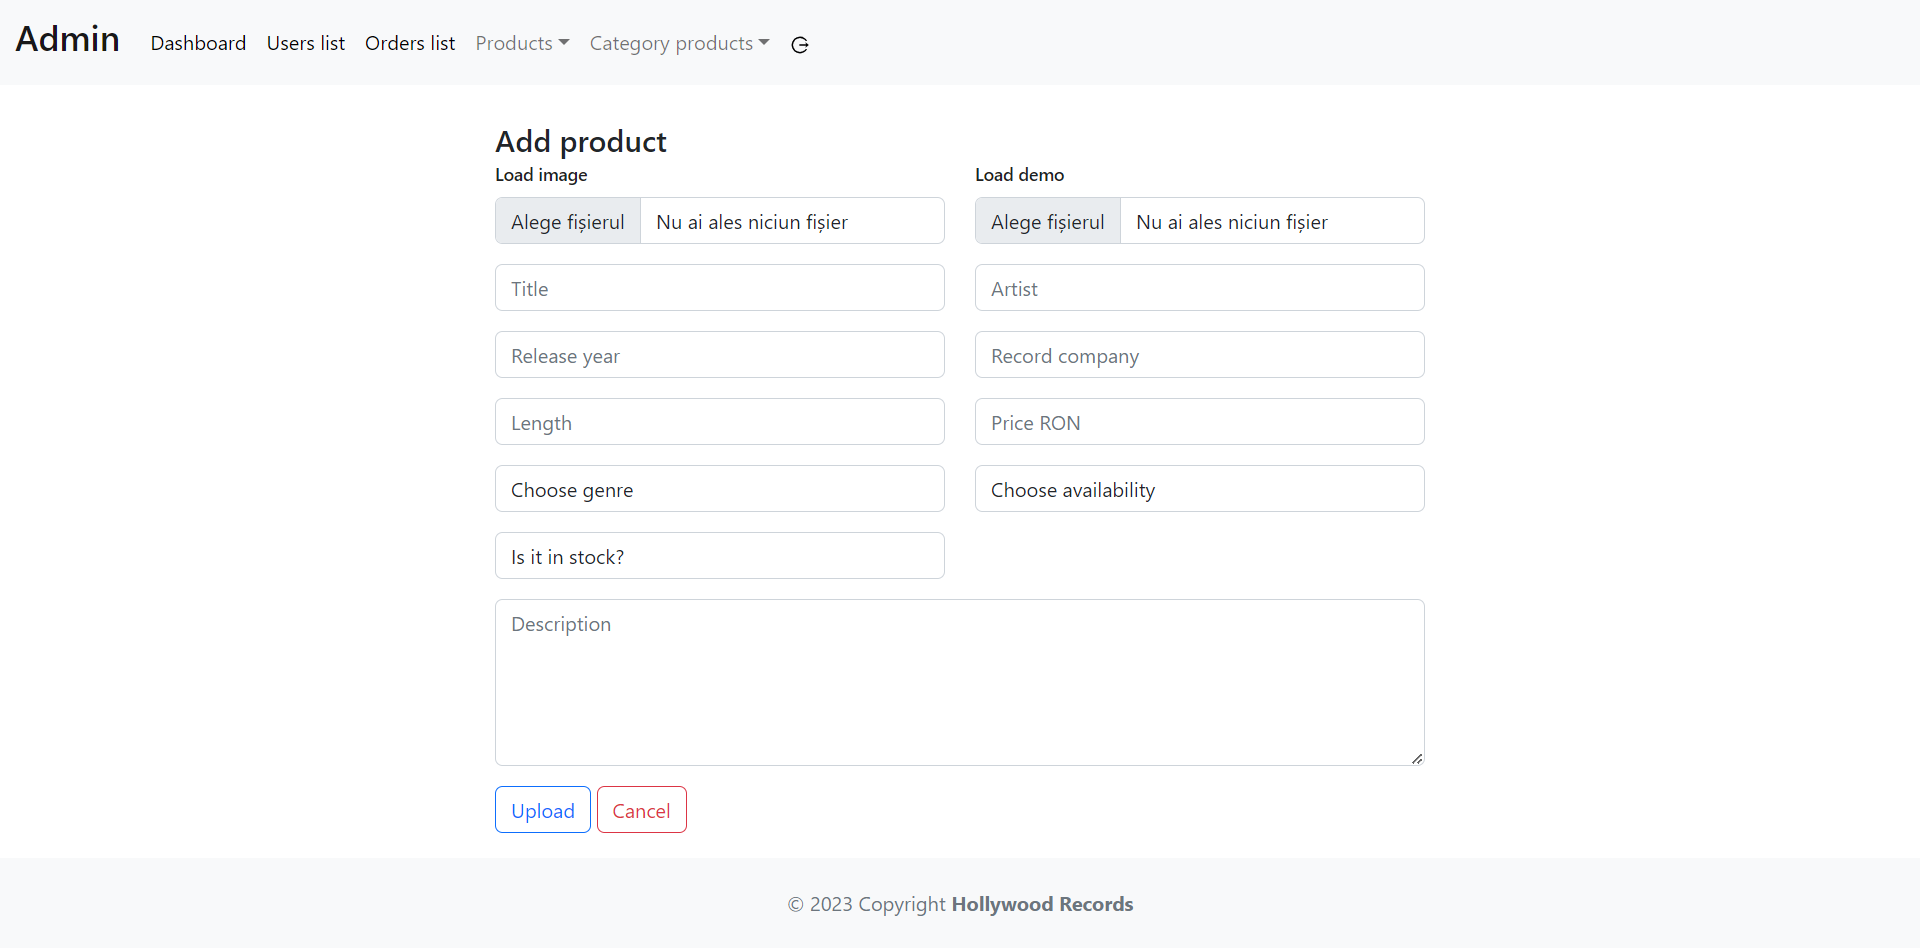 Admin Dashboard Users list Orders list Products Category products
Add product
Load image Load demo
Alege fișierul Nu ai ales niciun fișier Alege fișierul Nu ai ales niciun fișier
Title Artist
Release year Record company
Length Price RON
Choose genre Choose availability
Is it in stock?
Description
Upload Cancel
© 2023 Copyright Hollywood Records